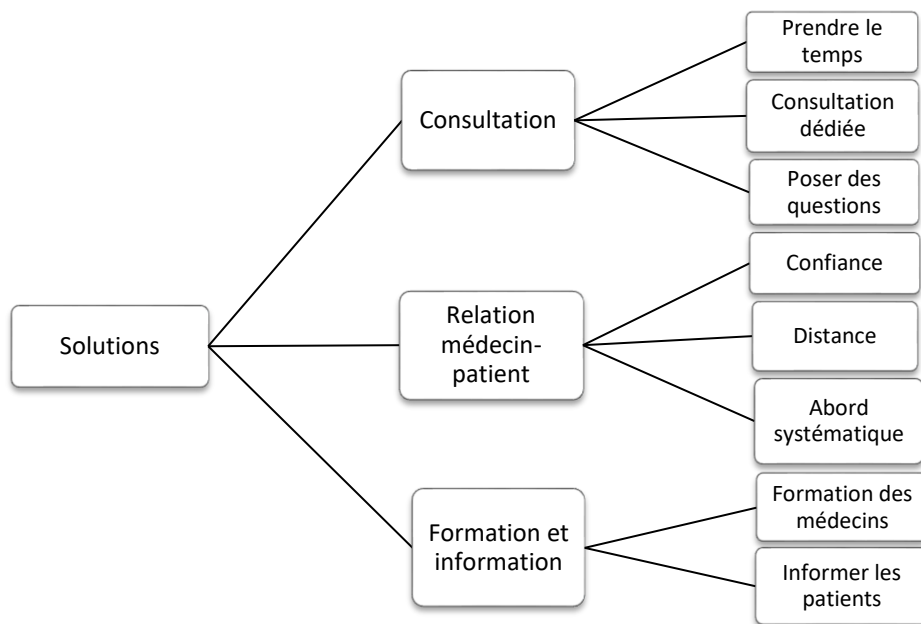 Solutions
Consultation
Prendre le
temps
Consultation
dédiée
Poser des
questions
Relation
médecin-
patient
Confiance
Distance
Abord
systématique
Formation et
information
Formation des
médecins
Informer les
patients